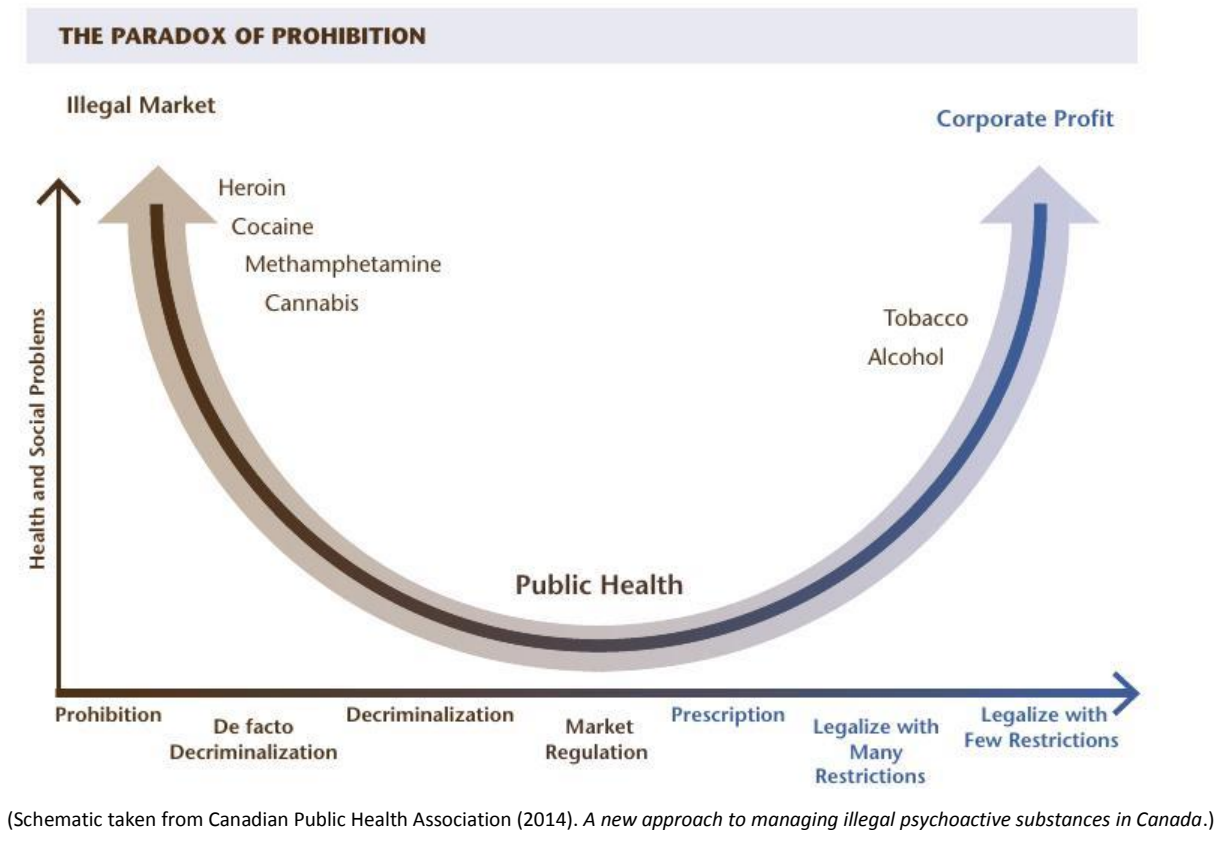 THE PARADOX OF PROHIBITION
Illegal Market
Corporate Profit
Heroin
Cocaine
Methamphetamine
Cannabis
Tobacco
Alcohol
Health and Social Problems
Public Health
Prohibition
De facto
Decriminalization
Decriminalization
Market
Regulation
Prescription
Legalize with
Many
Restrictions
Legalize with
Few Restrictions
(Schematic taken from Canadian Public Health Association (2014). A new approach to managing illegal psychoactive substances in Canada.)